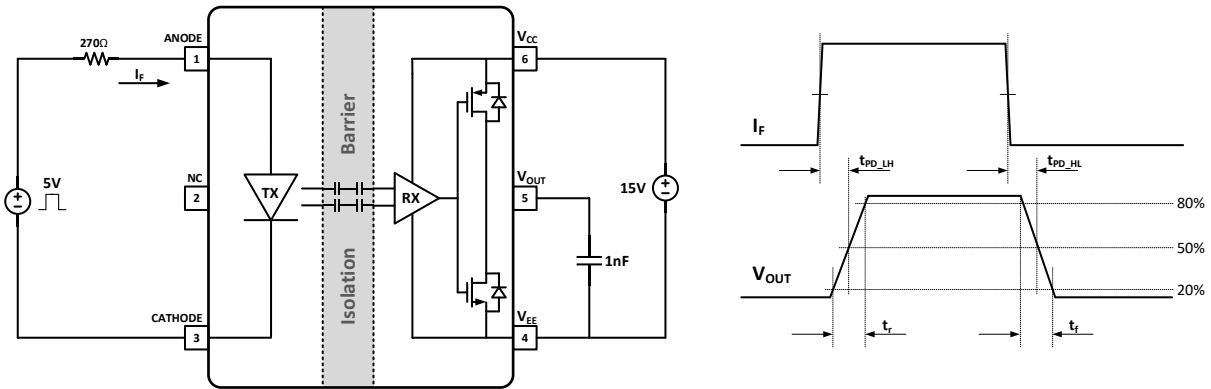 270Ω
I_F
5V
ANODE
1
NC
2
CATHODE
3
TX
Isolation Barrier
RX
V_CC
6
V_OUT
5
V_EE
4
1nF
15V
I_F
t_PD_LH
t_PD_HL
80%
50%
V_OUT
20%
t_r
t_f